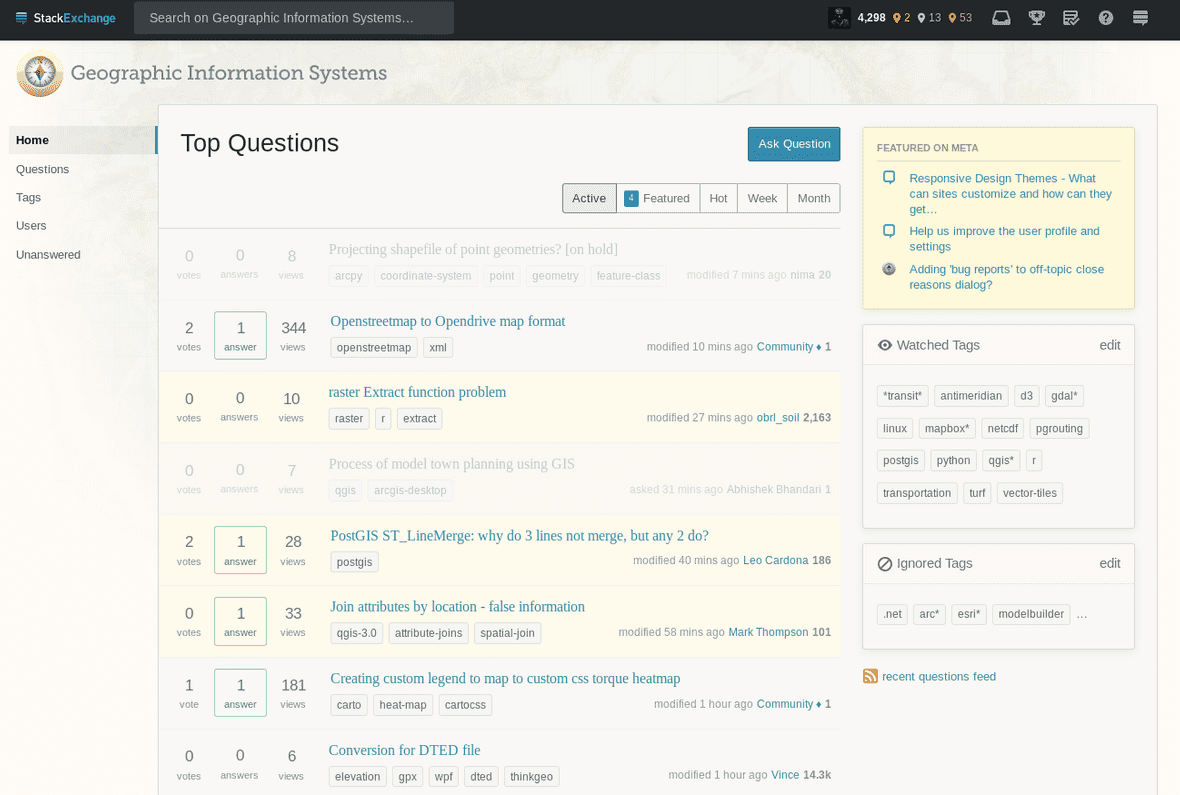 StackExchange
Search on Geographic Information Systems…
4,298 2 13 53
Geographic Information Systems
Home
Questions
Tags
Users
Unanswered
Top Questions
Ask Question
Active 4 Featured Hot Week Month
0 votes 0 answers 8 views
Projecting shapefile of point geometries? [on hold]
arcpy coordinate-system point geometry feature-class
modified 7 mins ago nima 20
2 votes 1 answer 344 views
Openstreetmap to Opendrive map format
openstreetmap xml
modified 10 mins ago Community ♦ 1
0 votes 0 answers 10 views
raster Extract function problem
raster r extract
modified 27 mins ago obrl_soil 2,163
0 votes 0 answers 7 views
Process of model town planning using GIS
qgis arcgis-desktop
asked 31 mins ago Abhishek Bhandari 1
2 votes 1 answer 28 views
PostGIS ST_LineMerge: why do 3 lines not merge, but any 2 do?
postgis
modified 40 mins ago Leo Cardona 186
0 votes 1 answer 33 views
Join attributes by location - false information
qgis-3.0 attribute-joins spatial-join
modified 58 mins ago Mark Thompson 101
1 vote 1 answer 181 views
Creating custom legend to map to custom css torque heatmap
carto heat-map cartocss
modified 1 hour ago Community ♦ 1
0 votes 0 answers 6 views
Conversion for DTED file
elevation gpx wpf dted thinkgeo
modified 1 hour ago Vince 14.3k
FEATURED ON META
Responsive Design Themes - What
can sites customize and how can they
get…
Help us improve the user profile and
settings
Adding 'bug reports' to off-topic close
reasons dialog?
Watched Tags edit
*transit* antimeridian d3 gdal*
linux mapbox* netcdf pgrouting
postgis python qgis* r
transportation turf vector-tiles
Ignored Tags edit
.net arc* esri* modelbuilder …
recent questions feed